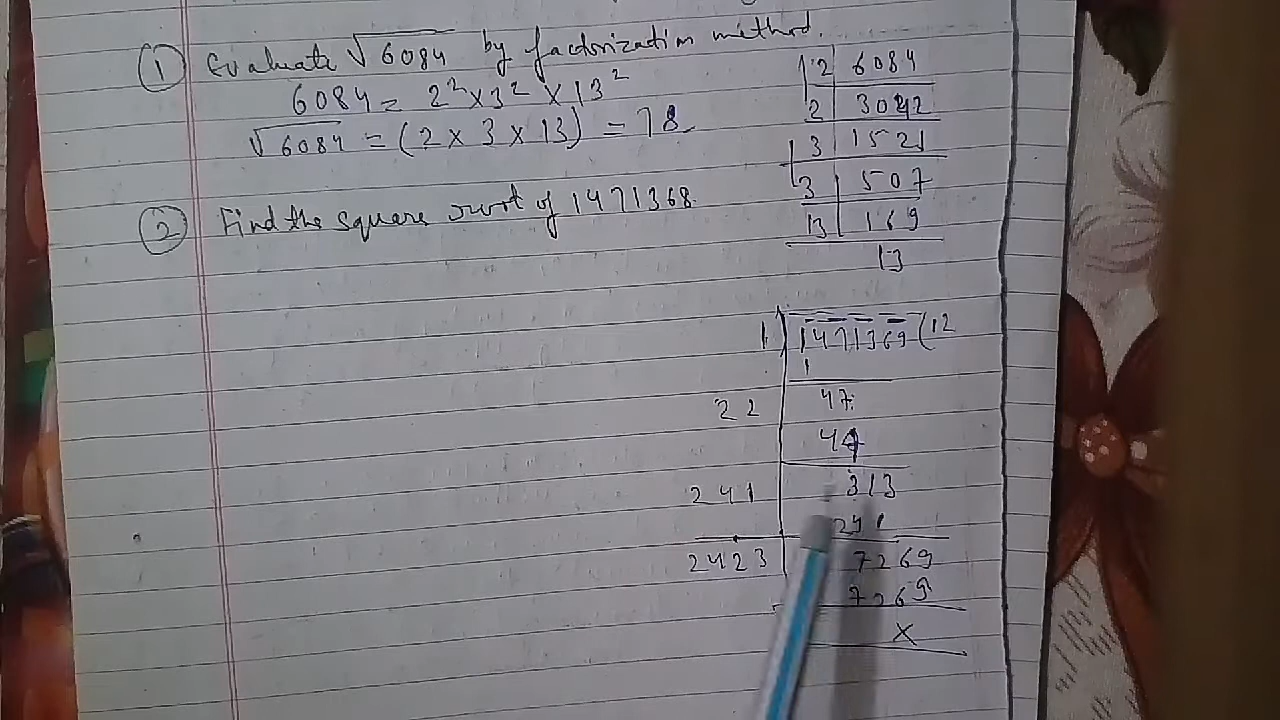 ① Evaluate √6084 by factorization method.
6084 = 2² × 3² × 13²
√6084 = (2 × 3 × 13) = 78
2 | 6084
2 | 3042
3 | 1521
3 | 507
13 | 169
13
② Find the square root of 1471368.
1 ) 1471369 ( 12
1
22 | 47
44
241 | 313
241
2423 | 7269
7269
×